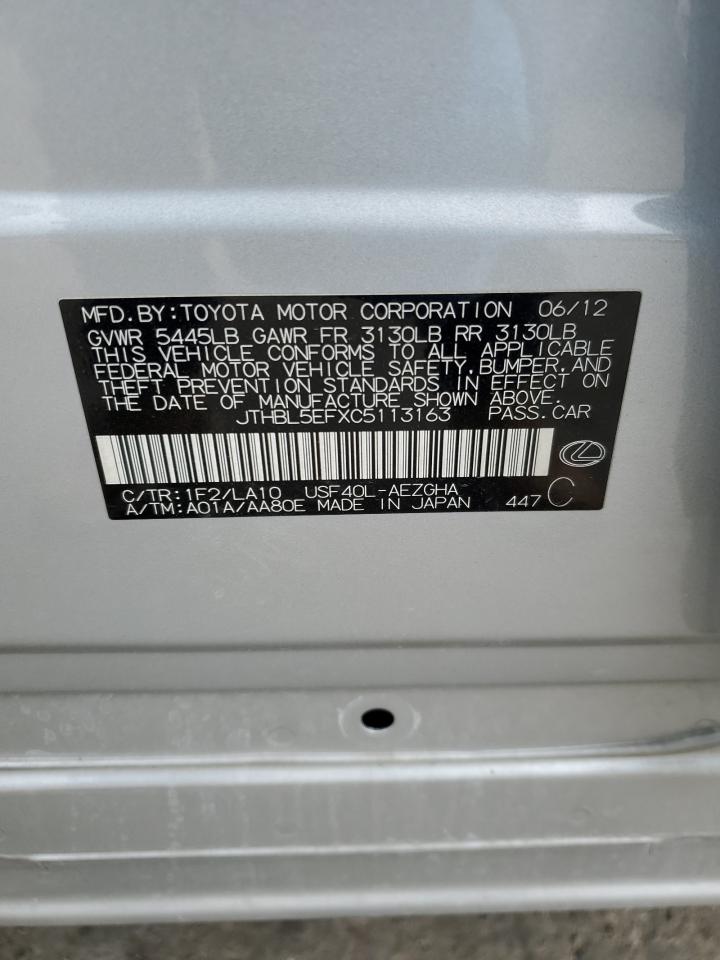 MFD.BY:TOYOTA MOTOR CORPORATION 06/12
GVWR 5445LB GAWR FR 3130LB RR 3130LB
THIS VEHICLE CONFORMS TO ALL APPLICABLE
FEDERAL MOTOR VEHICLE SAFETY,BUMPER,AND
THEFT PREVENTION STANDARDS IN EFFECT ON
THE DATE OF MANUFACTURE SHOWN ABOVE.
JTHBL5EFXC5113163 PASS.CAR
C/TR:1F2/LA10 USF40L-AEZGHA
A/TM:A01A/AA80E MADE IN JAPAN 447 C